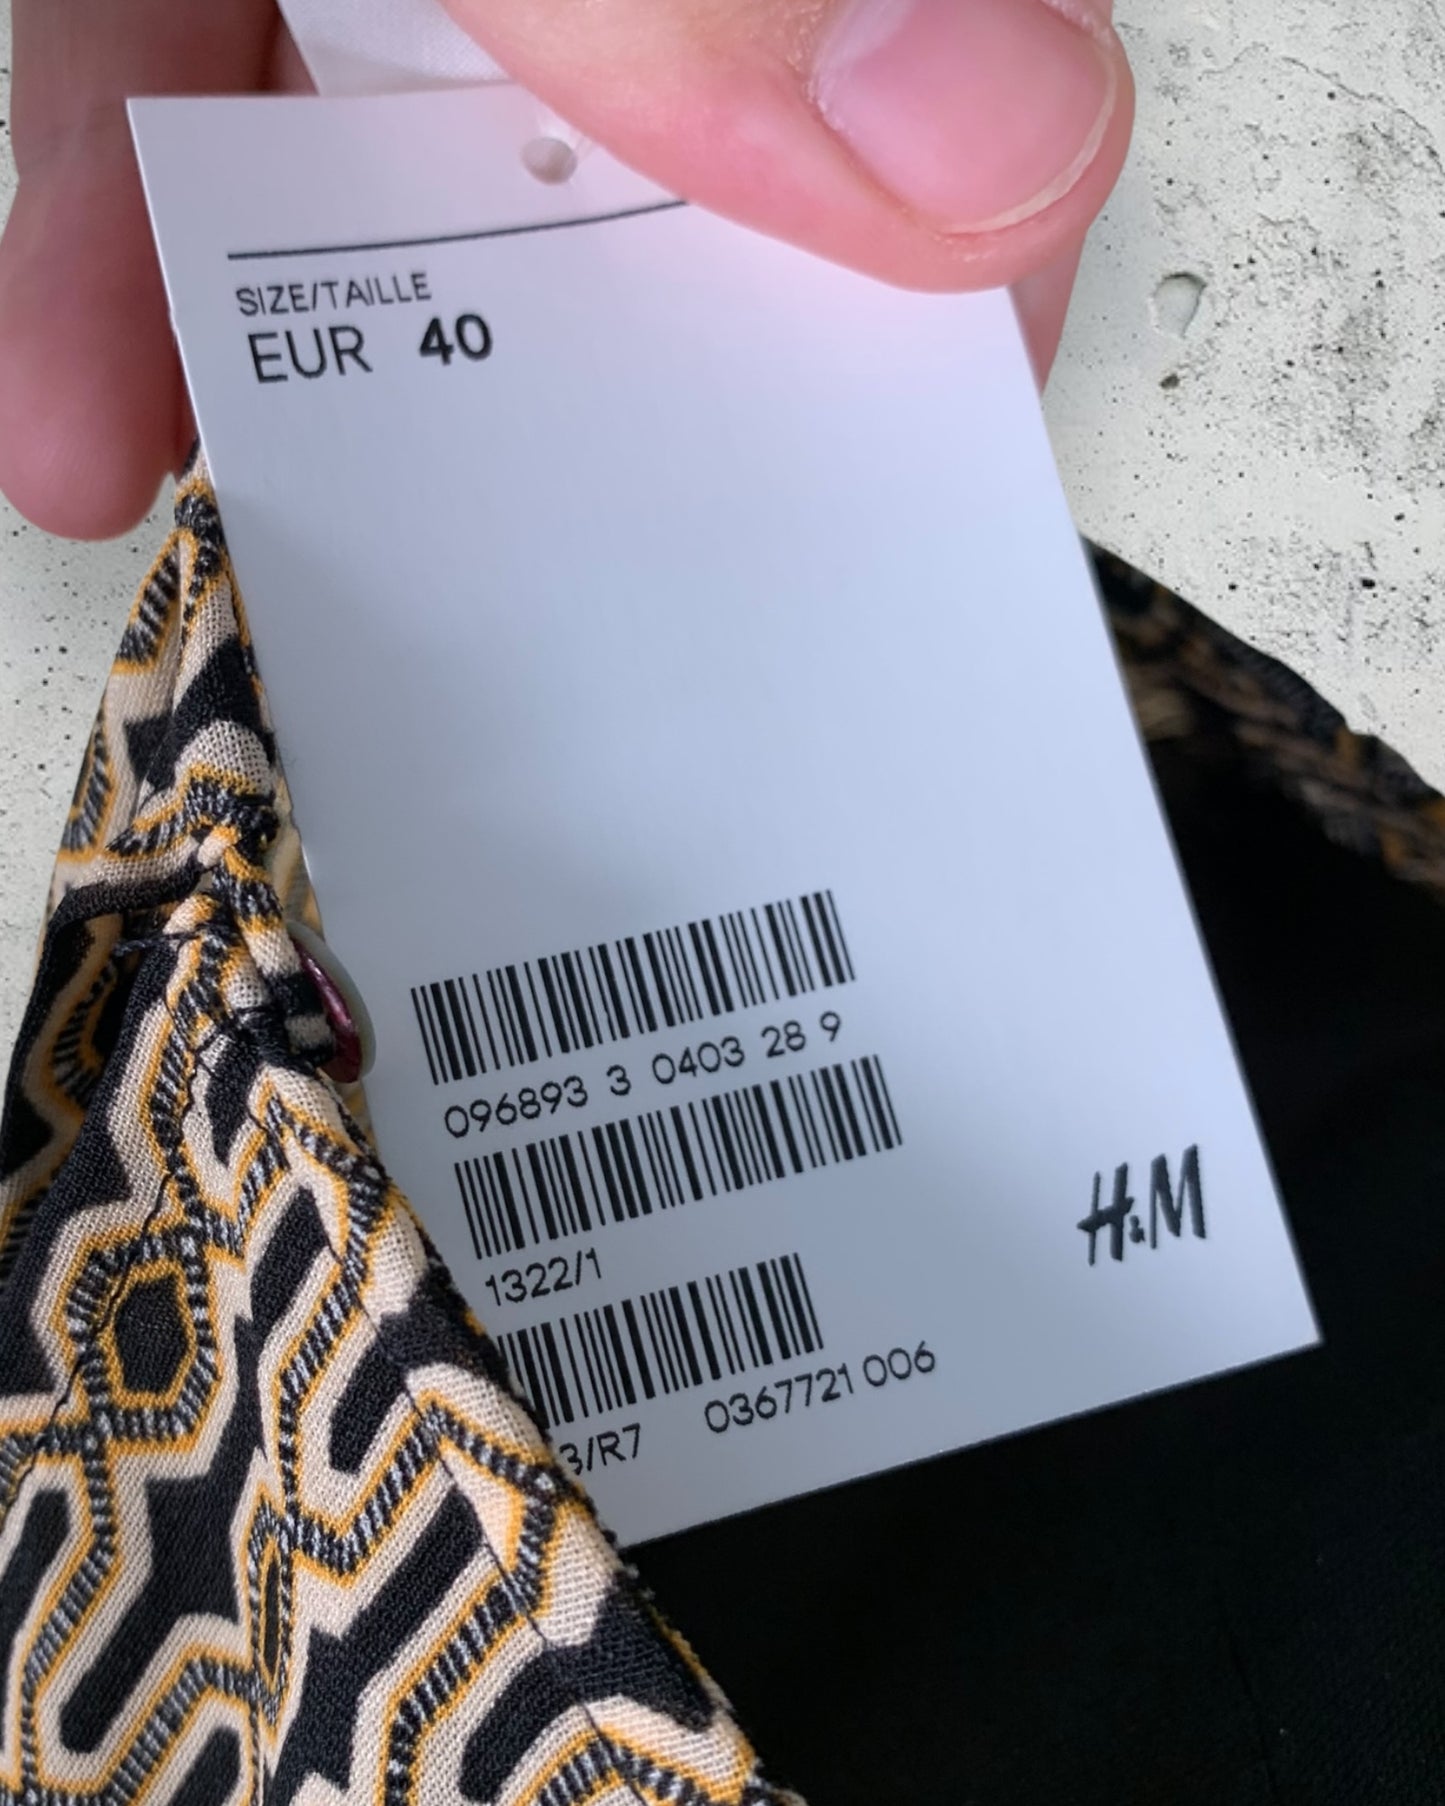 SIZE/TAILLE
EUR 40
096893 3 0403 28 9
1322/1
3/R7 0367721 006
H&M